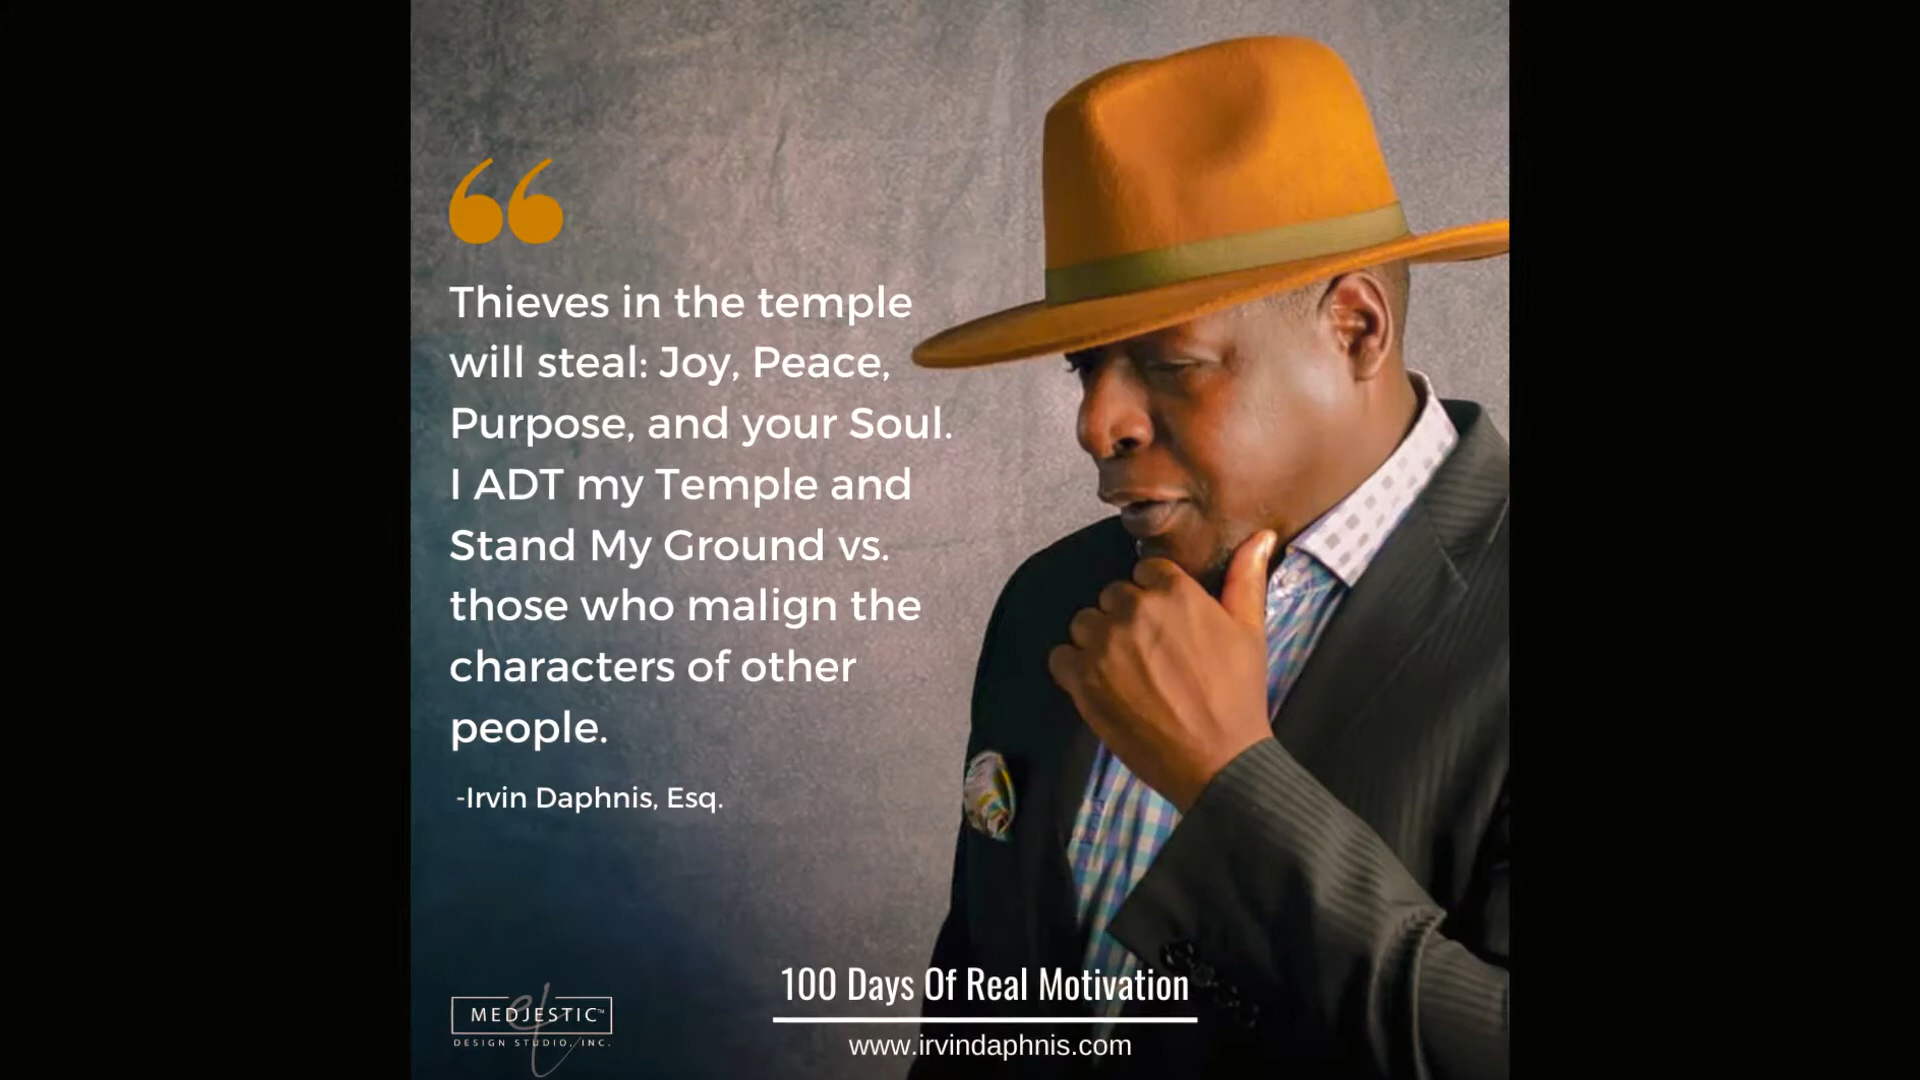 Thieves in the temple
will steal: Joy, Peace,
Purpose, and your Soul.
I ADT my Temple and
Stand My Ground vs.
those who malign the
characters of other
people.
-Irvin Daphnis, Esq.
MEDJESTIC™
DESIGN STUDIO, INC.
100 Days Of Real Motivation
www.irvindaphnis.com